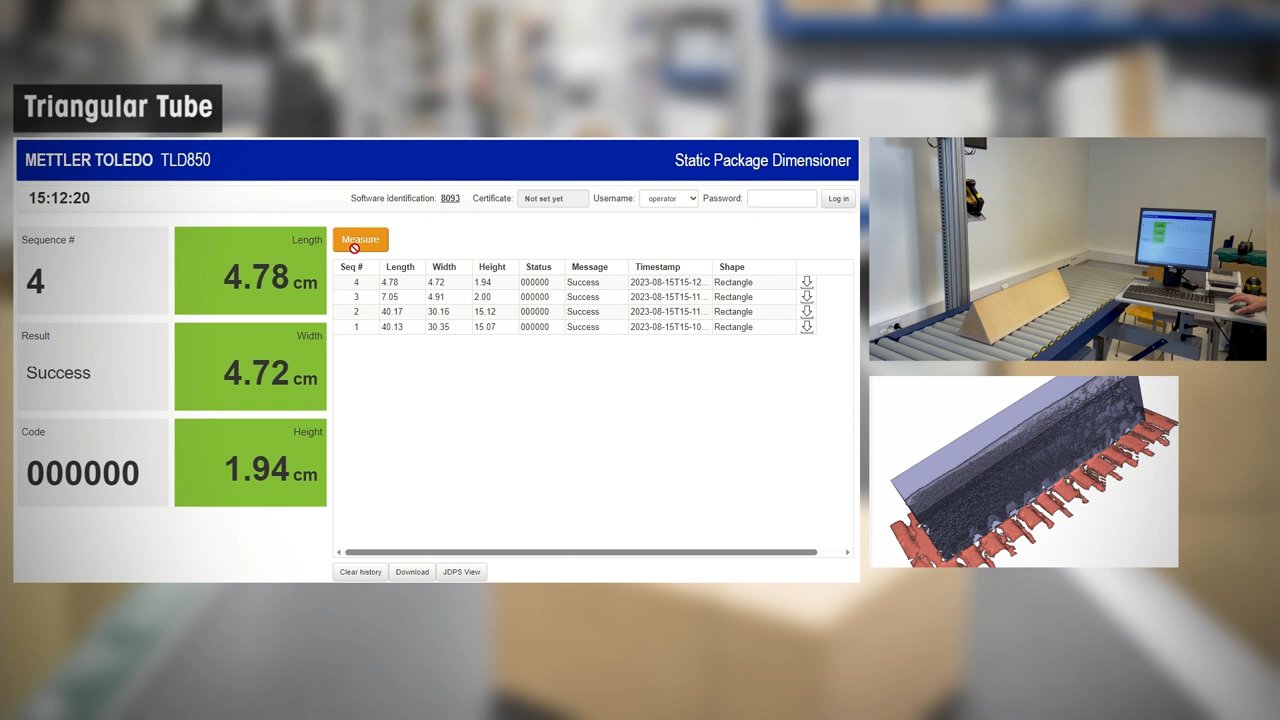 Triangular Tube
METTLER TOLEDO TLD850
Static Package Dimensioner
15:12:20
Software identification: 8093 Certificate: Not set yet Username: operator Password: Log in
Sequence #
4
Length
4.78 cm
Result
Success
Width
4.72 cm
Code
000000
Height
1.94 cm
Measure
Seq # Length Width Height Status Message Timestamp Shape
4 4.78 4.72 1.94 000000 Success 2023-08-15T15-12... Rectangle
3 7.05 4.91 2.00 000000 Success 2023-08-15T15-11... Rectangle
2 40.17 30.16 15.12 000000 Success 2023-08-15T15-11... Rectangle
1 40.13 30.35 15.07 000000 Success 2023-08-15T15-10... Rectangle
Clear history Download JDPS View